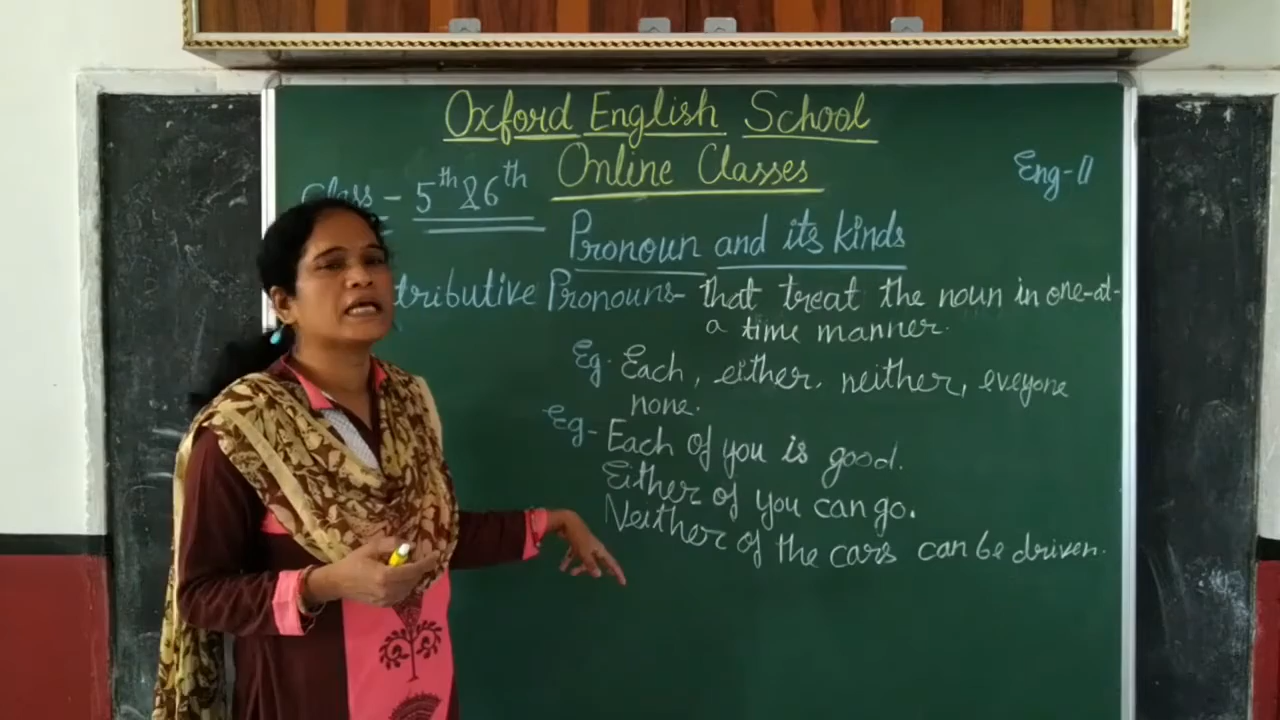 Oxford English School
Online Classes
Eng-II
Class - 5th & 6th
Pronoun and its kinds
tributive Pronouns- that treat the noun in one-at-
a time manner.
Eg. Each, either, neither, eveyone
none.
Eg- Each of you is good.
Either of you can go.
Neither of the cars can be driven.